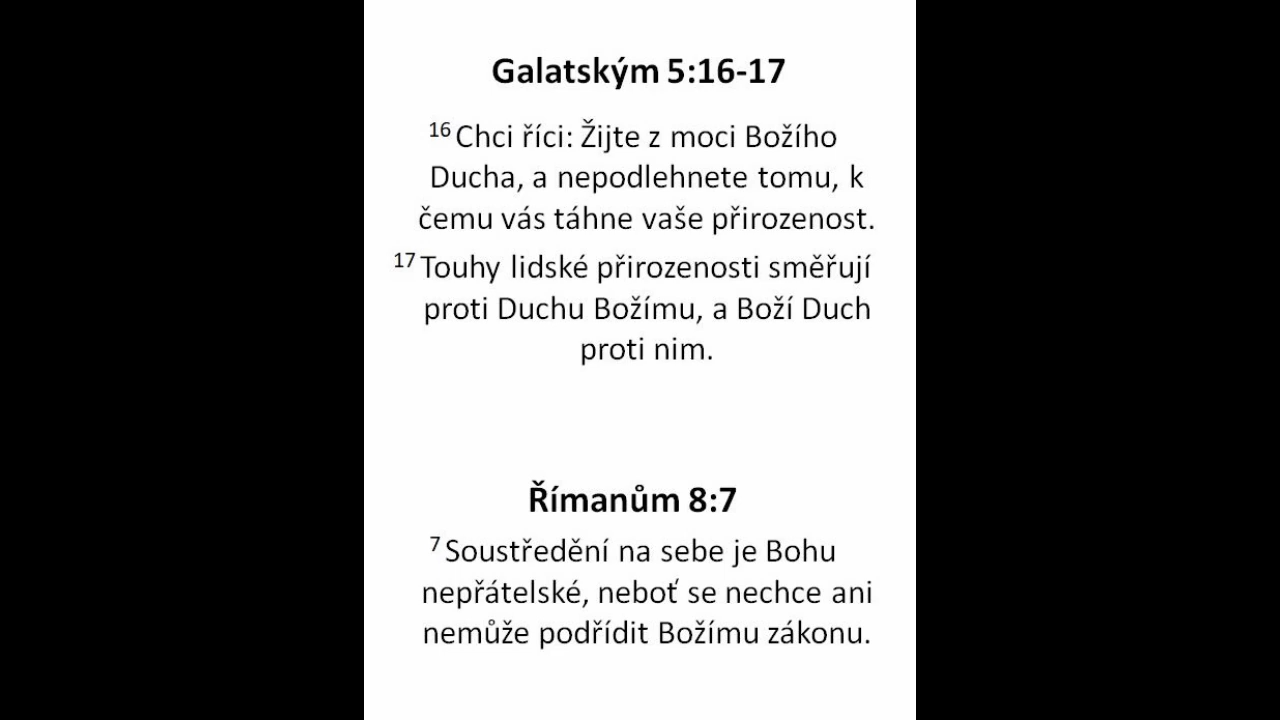 Galatským 5:16-17
16 Chci říci: Žijte z moci Božího
Ducha, a nepodlehnete tomu, k
čemu vás táhne vaše přirozenost.
17 Touhy lidské přirozenosti směřují
proti Duchu Božímu, a Boží Duch
proti nim.
Římanům 8:7
7 Soustředění na sebe je Bohu
nepřátelské, neboť se nechce ani
nemůže podřídit Božímu zákonu.